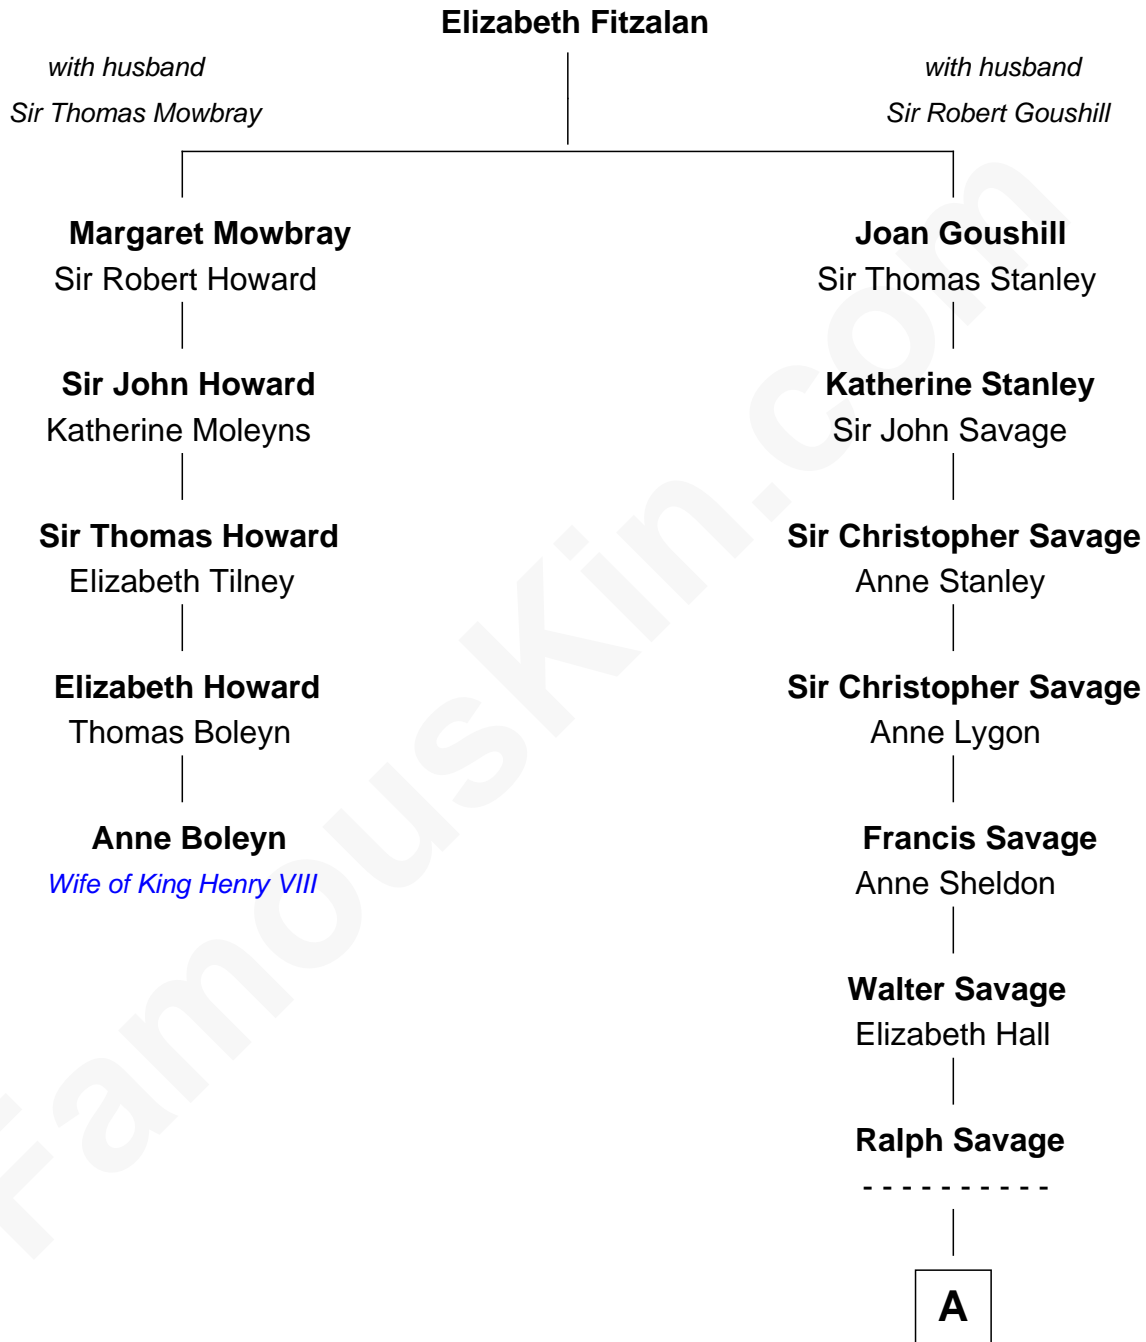 Elizabeth Fitzalan
with husband
Sir Thomas Mowbray
with husband
Sir Robert Goushill
Margaret Mowbray
Sir Robert Howard
Sir John Howard
Katherine Moleyns
Sir Thomas Howard
Elizabeth Tilney
Elizabeth Howard
Thomas Boleyn
Anne Boleyn
Wife of King Henry VIII
Joan Goushill
Sir Thomas Stanley
Katherine Stanley
Sir John Savage
Sir Christopher Savage
Anne Stanley
Sir Christopher Savage
Anne Lygon
Francis Savage
Anne Sheldon
Walter Savage
Elizabeth Hall
Ralph Savage
- - - - - - - - - -
A
FamousKin.com